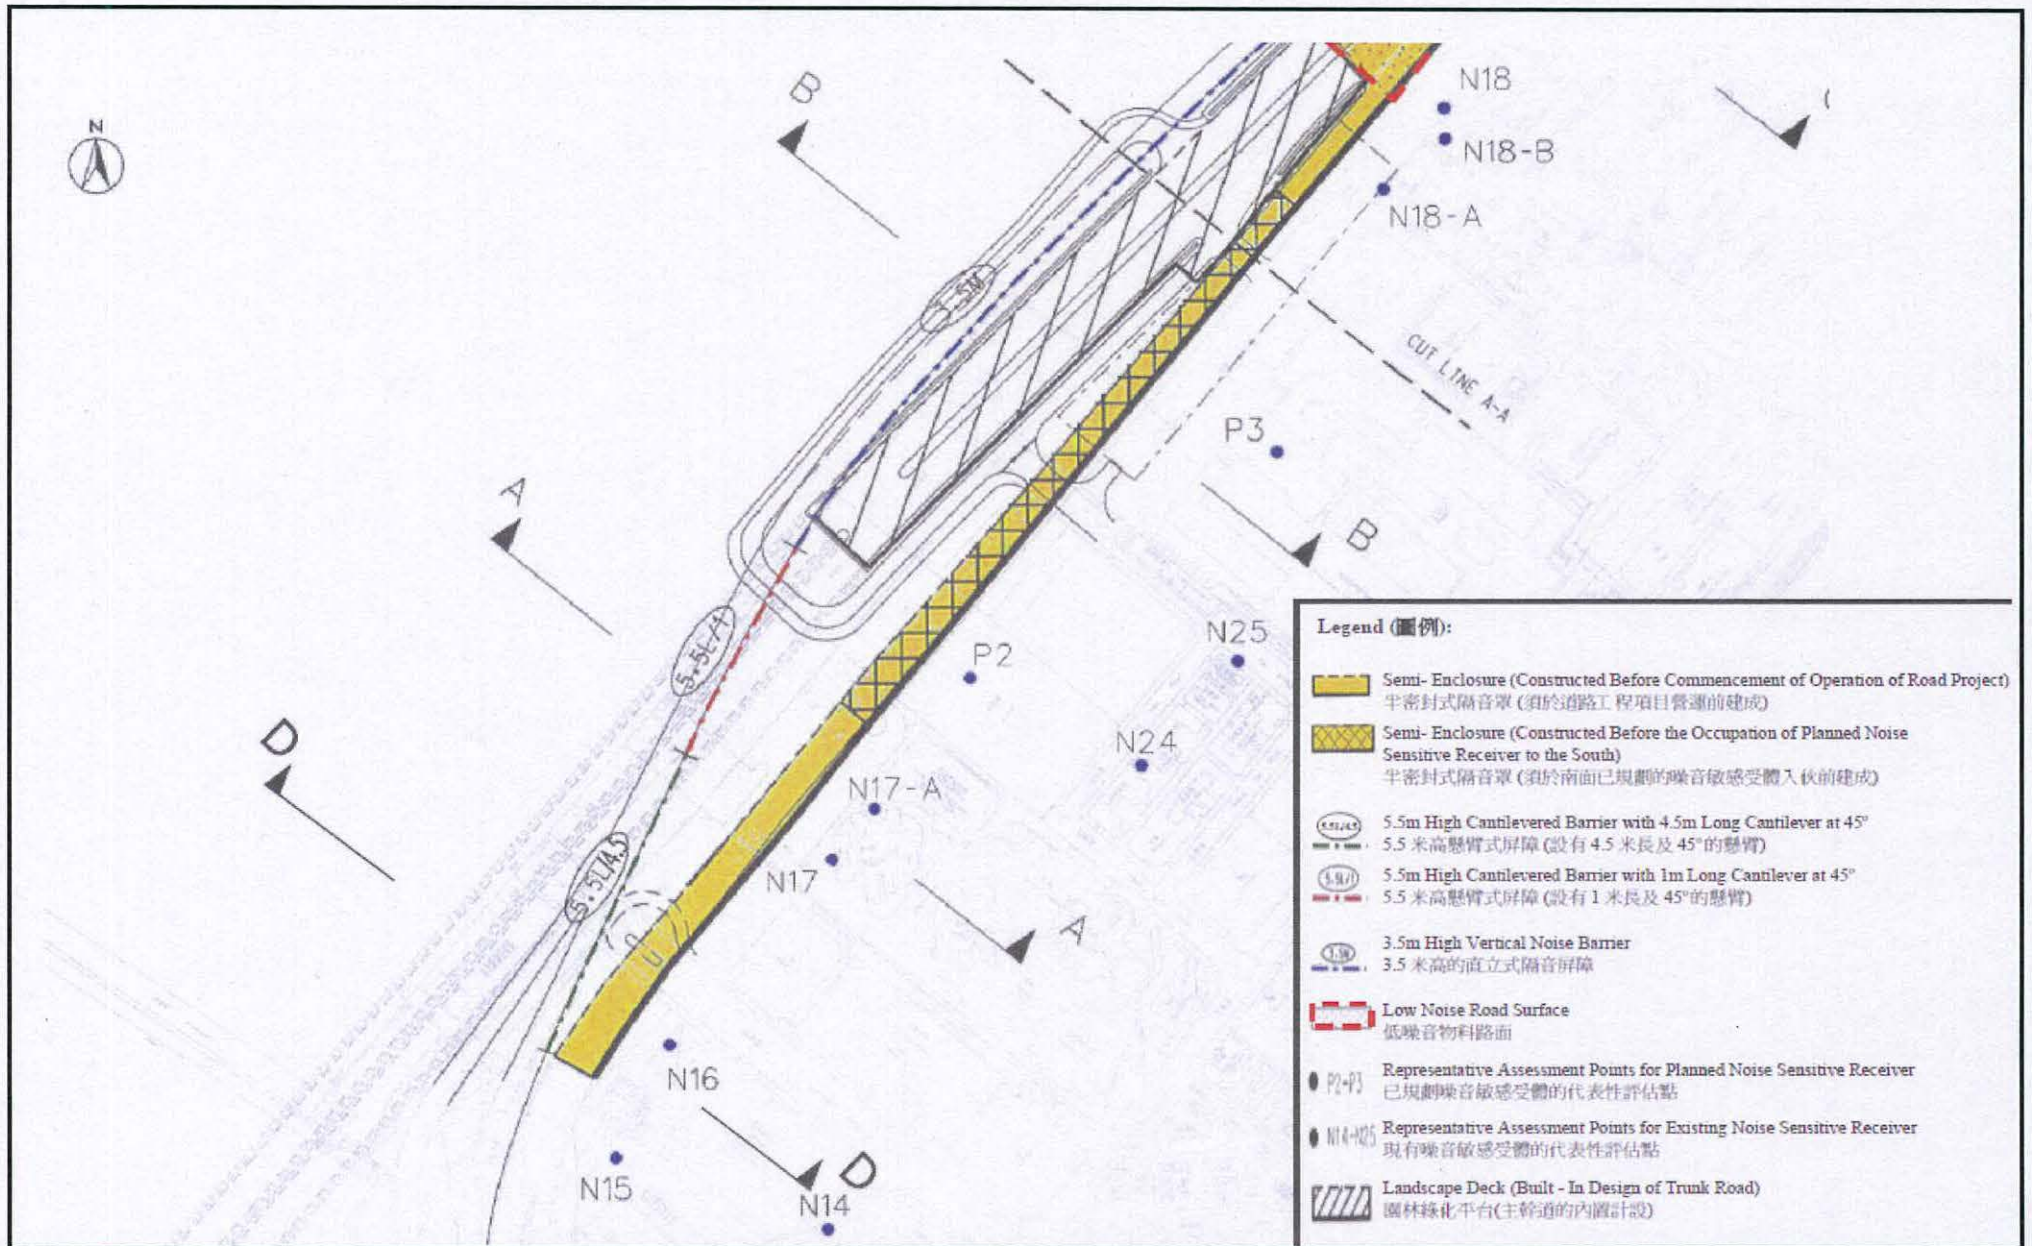 N
B
N18
N18-B
N18-A
CUT LINE A-A
P3
B
A
5.5L/1
P2
N25
N24
D
N17-A
N17
5.5L/4.5
A
N16
N15
D
N14
Legend (圖例):
Semi- Enclosure (Constructed Before Commencement of Operation of Road Project)
半密封式隔音罩 (須於道路工程項目營運前建成)
Semi- Enclosure (Constructed Before the Occupation of Planned Noise
Sensitive Receiver to the South)
半密封式隔音罩 (須於南面已規劃的噪音敏感受體入伙前建成)
5.5L/4.5
5.5m High Cantilevered Barrier with 4.5m Long Cantilever at 45°
5.5 米高懸臂式屏障 (設有 4.5 米長及 45°的懸臂)
5.5L/1
5.5m High Cantilevered Barrier with 1m Long Cantilever at 45°
5.5 米高懸臂式屏障 (設有 1 米長及 45°的懸臂)
3.5m High Vertical Noise Barrier
3.5 米高的直立式隔音屏障
Low Noise Road Surface
低噪音物料路面
P2-P3
Representative Assessment Points for Planned Noise Sensitive Receiver
已規劃噪音敏感受體的代表性評估點
N14-N25
Representative Assessment Points for Existing Noise Sensitive Receiver
現有噪音敏感受體的代表性評估點
Landscape Deck (Built - In Design of Trunk Road)
園林綠化平台(主幹道的內置計設)